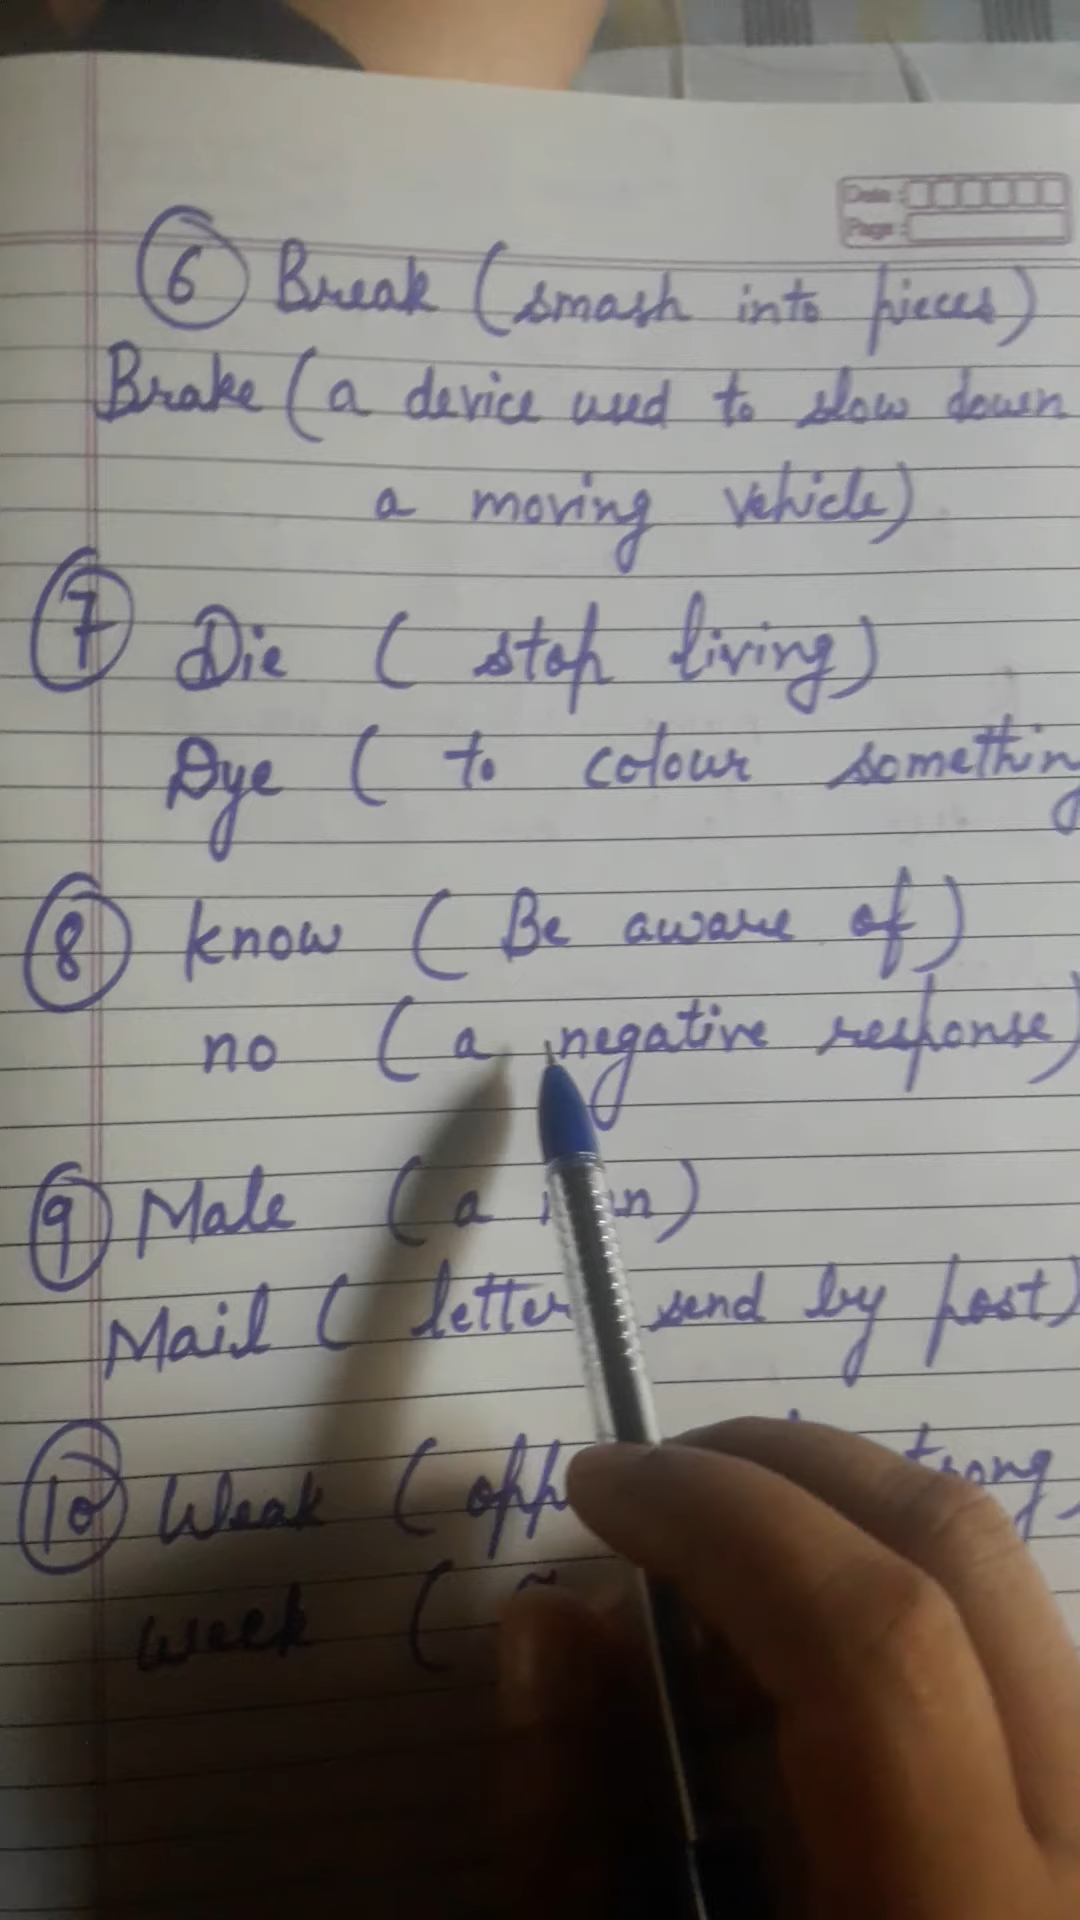 Date :
Page :
6 Break (smash into pieces)
Brake (a device used to slow down
a moving vehicle)
7 Die (stop living)
Dye (to colour something
8 know (Be aware of)
no (a negative response)
9 Male (a
Mail (letter send by post)
10 Weak (
week (